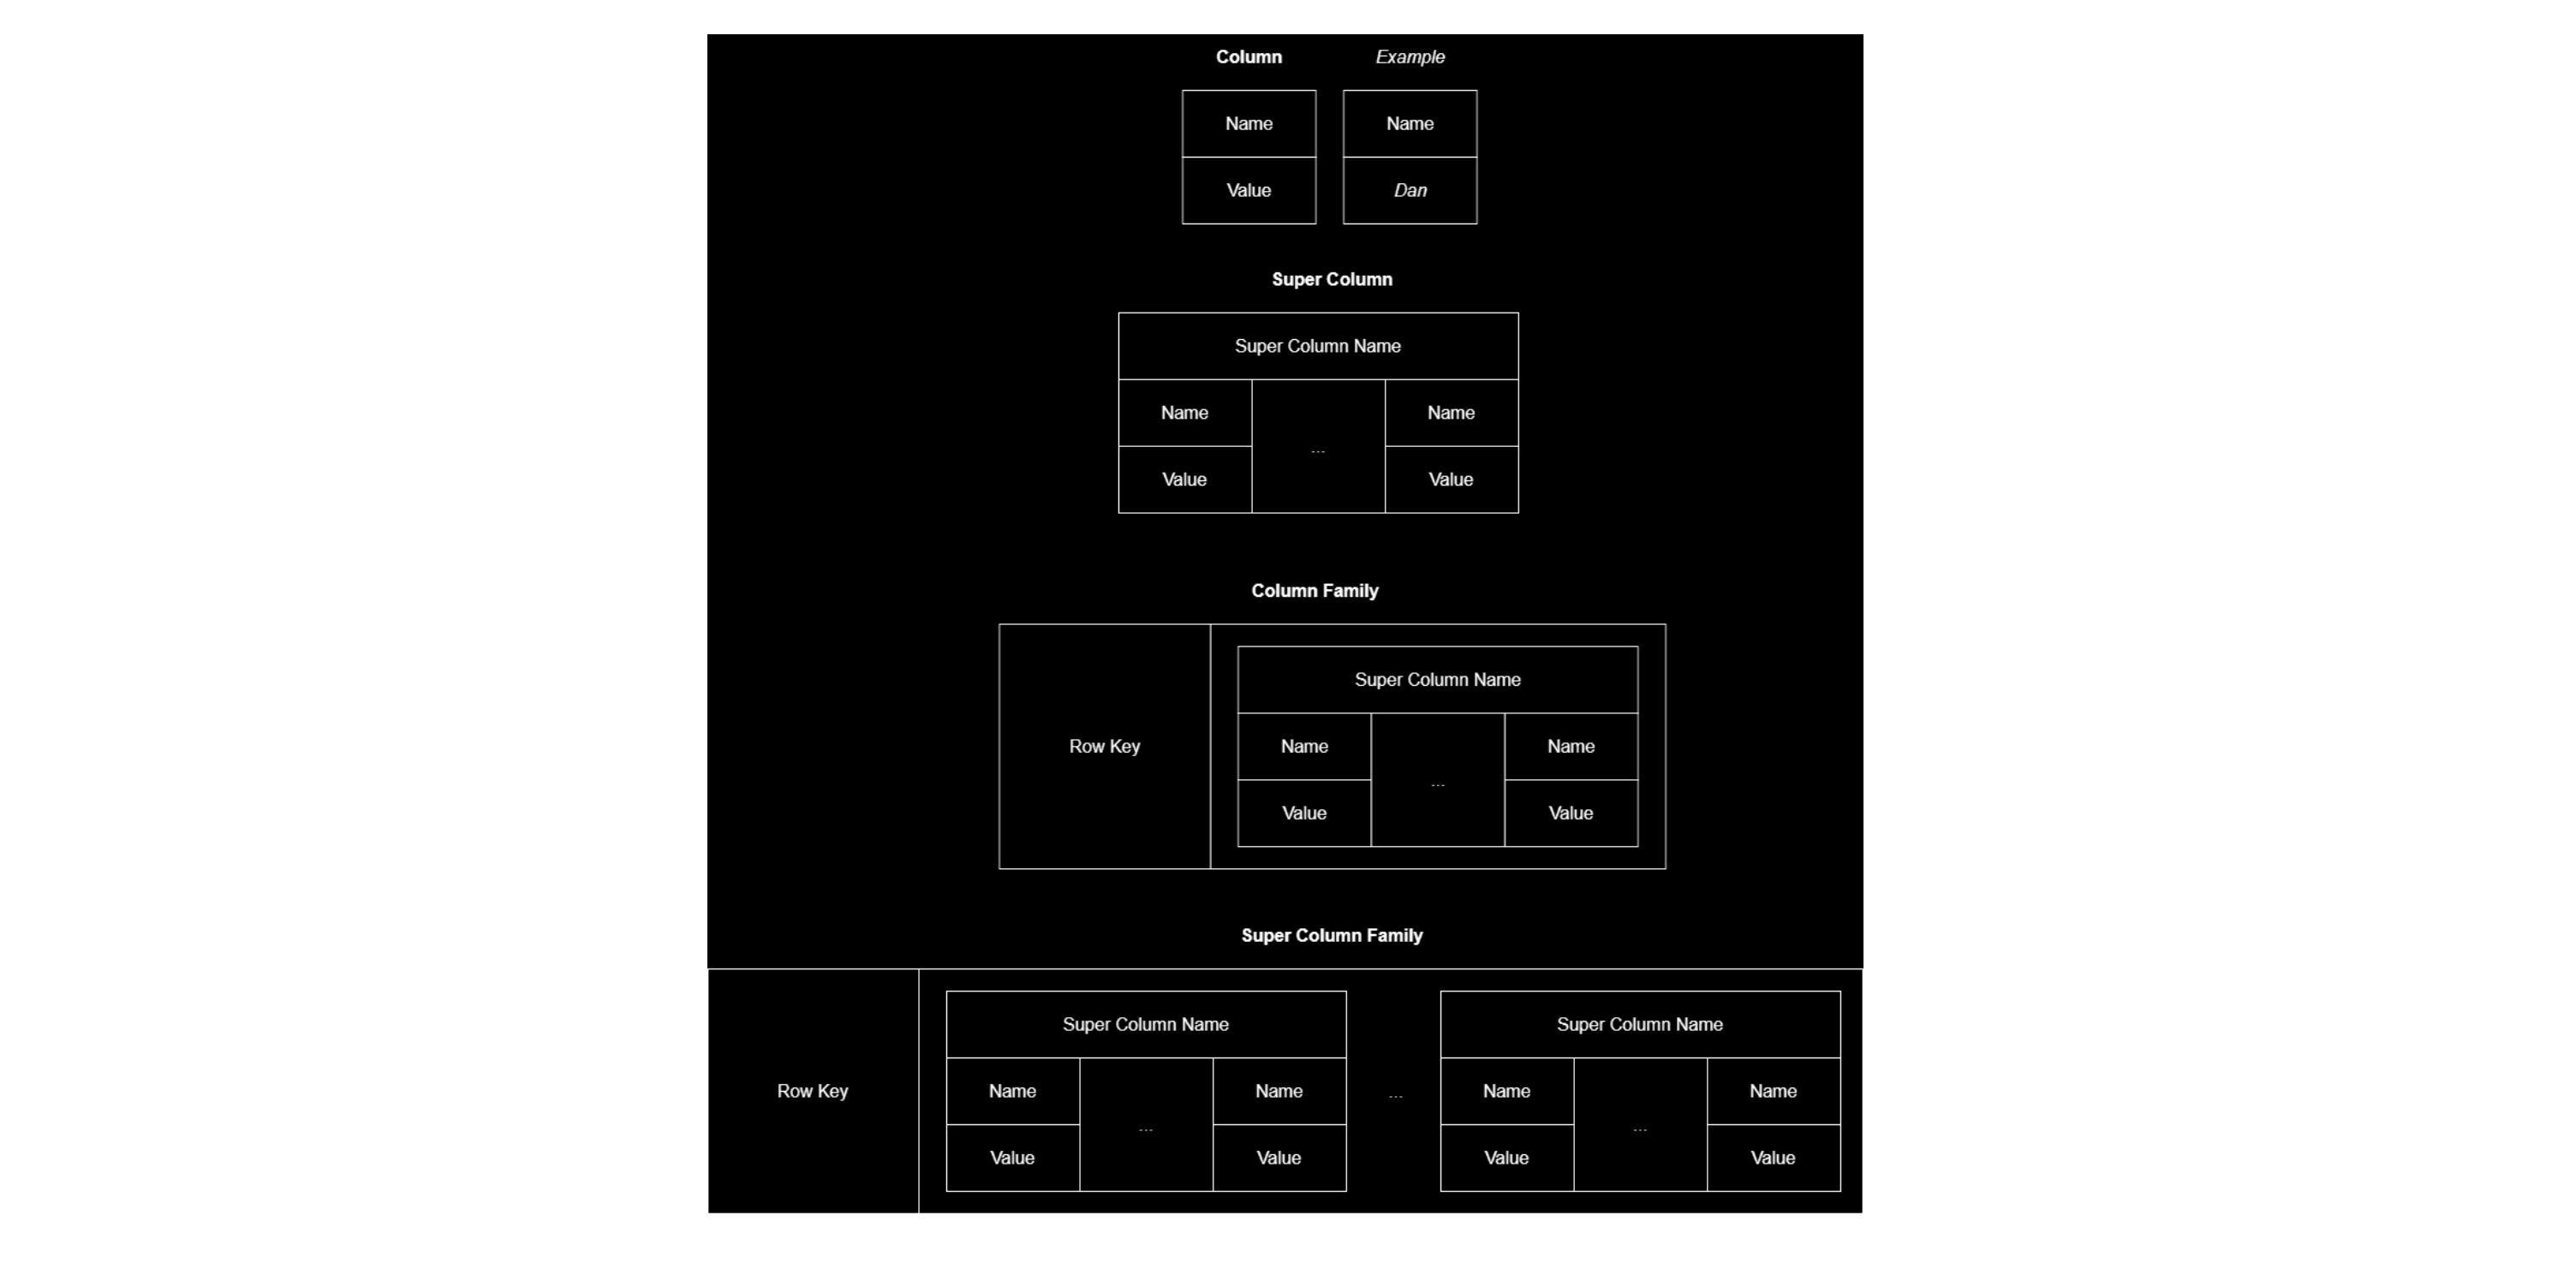 Column Example
Name Name
Value Dan
Super Column
Super Column Name
Name Name
...
Value Value
Column Family
Super Column Name
Row Key Name Name
...
Value Value
Super Column Family
Super Column Name Super Column Name
Row Key Name Name ... Name Name
... ...
Value Value Value Value